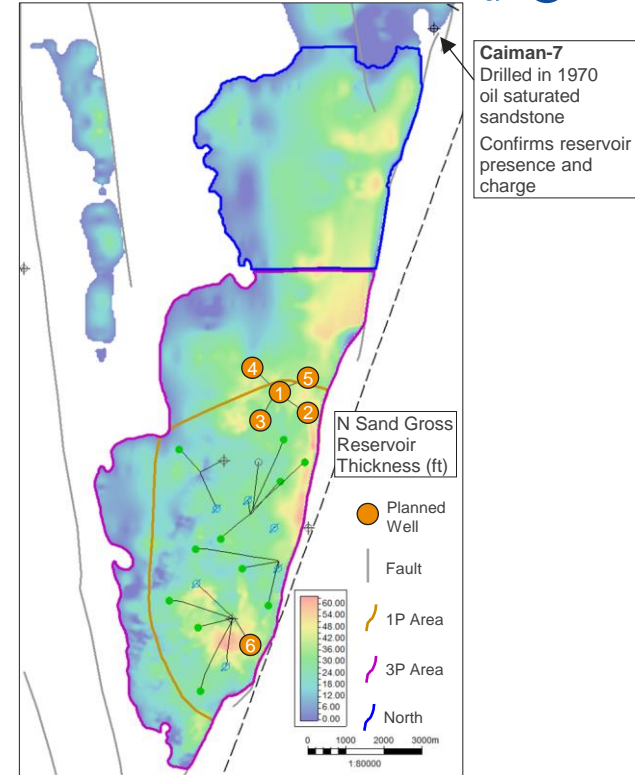 Caiman-7
Drilled in 1970
oil saturated
sandstone
Confirms reservoir
presence and
charge
4
5
1
3
2
N Sand Gross
Reservoir
Thickness (ft)
Planned
Well
Fault
1P Area
3P Area
North
6
60.00
54.00
48.00
42.00
36.00
30.00
24.00
18.00
12.00
6.00
0.00
0 1000 2000 3000m
1:80000